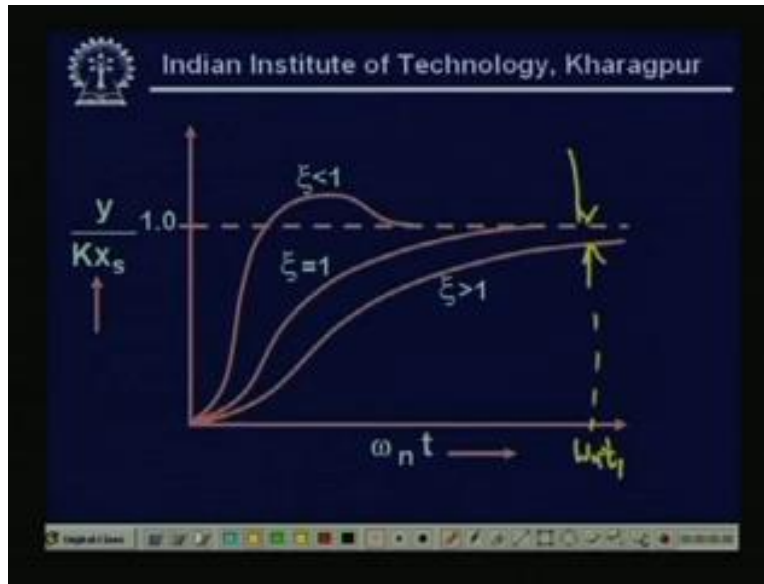 Indian Institute of Technology, Kharagpur
ξ<1
y
1.0
Kxs
ξ=1
ξ>1
ωn t
ωnt1